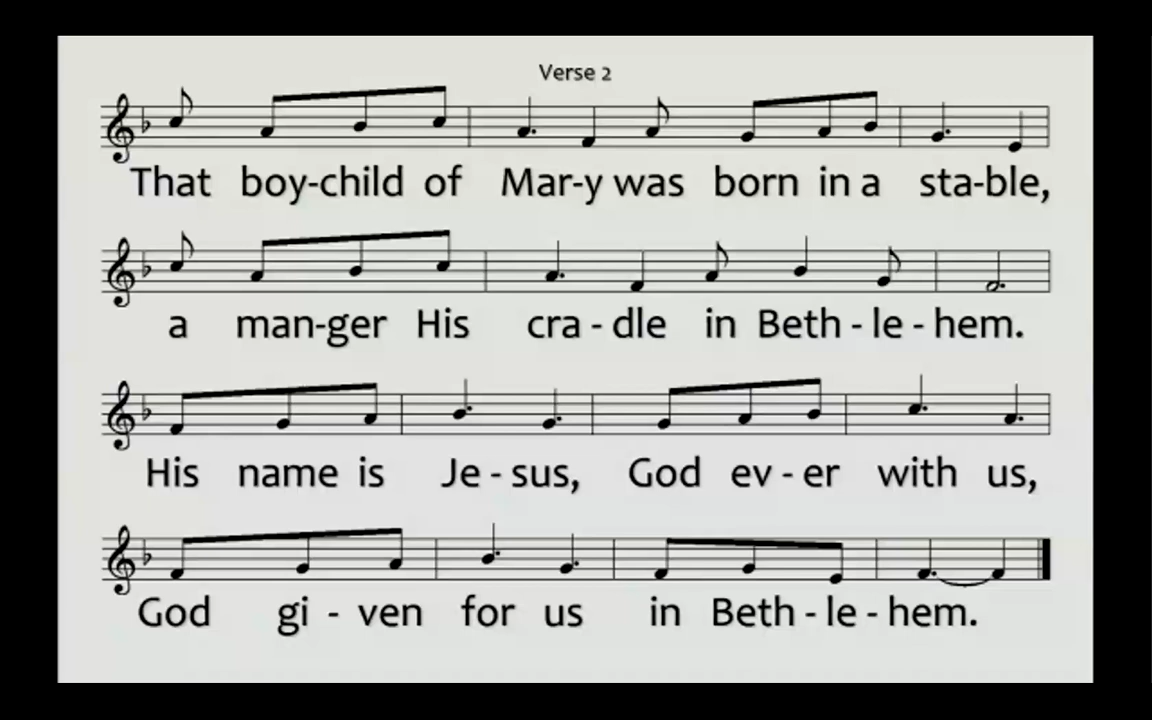 Verse 2
That boy-child of Mar-y was born in a sta-ble,
a man-ger His cra - dle in Beth - le - hem.
His name is Je - sus, God ev - er with us,
God gi - ven for us in Beth - le - hem.